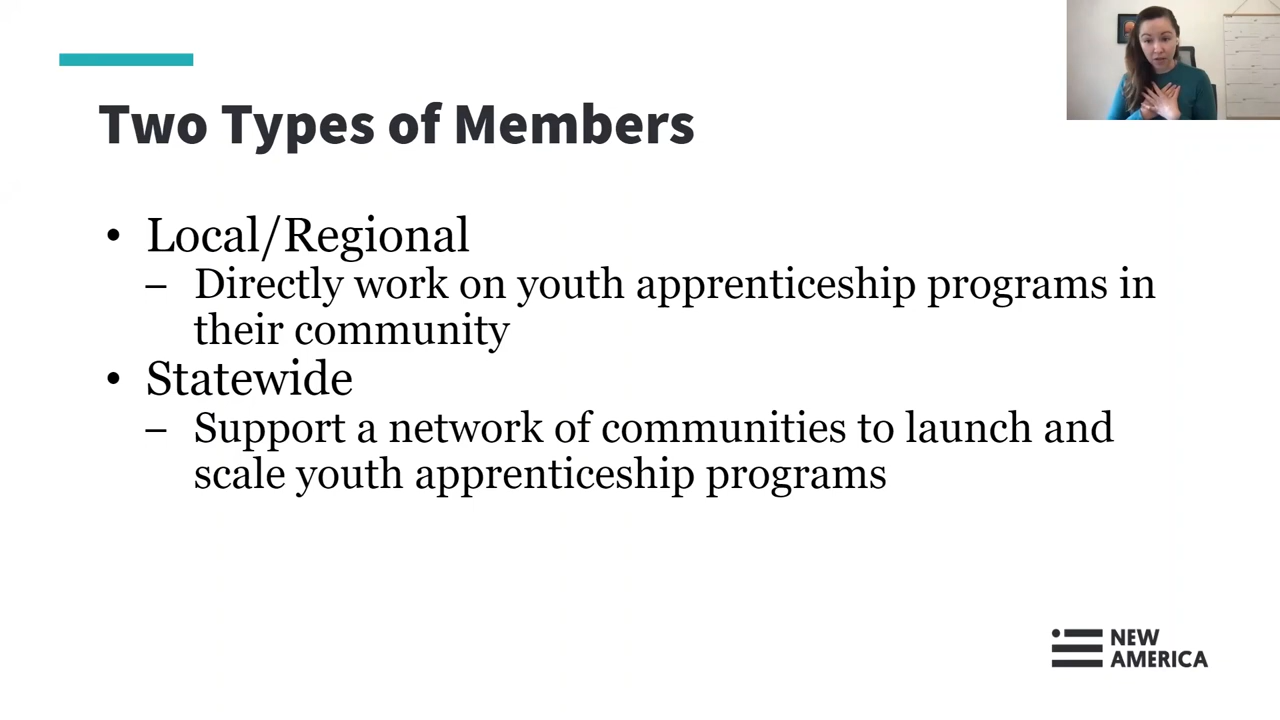 Two Types of Members
• Local/Regional
– Directly work on youth apprenticeship programs in
their community
• Statewide
– Support a network of communities to launch and
scale youth apprenticeship programs
NEW
AMERICA